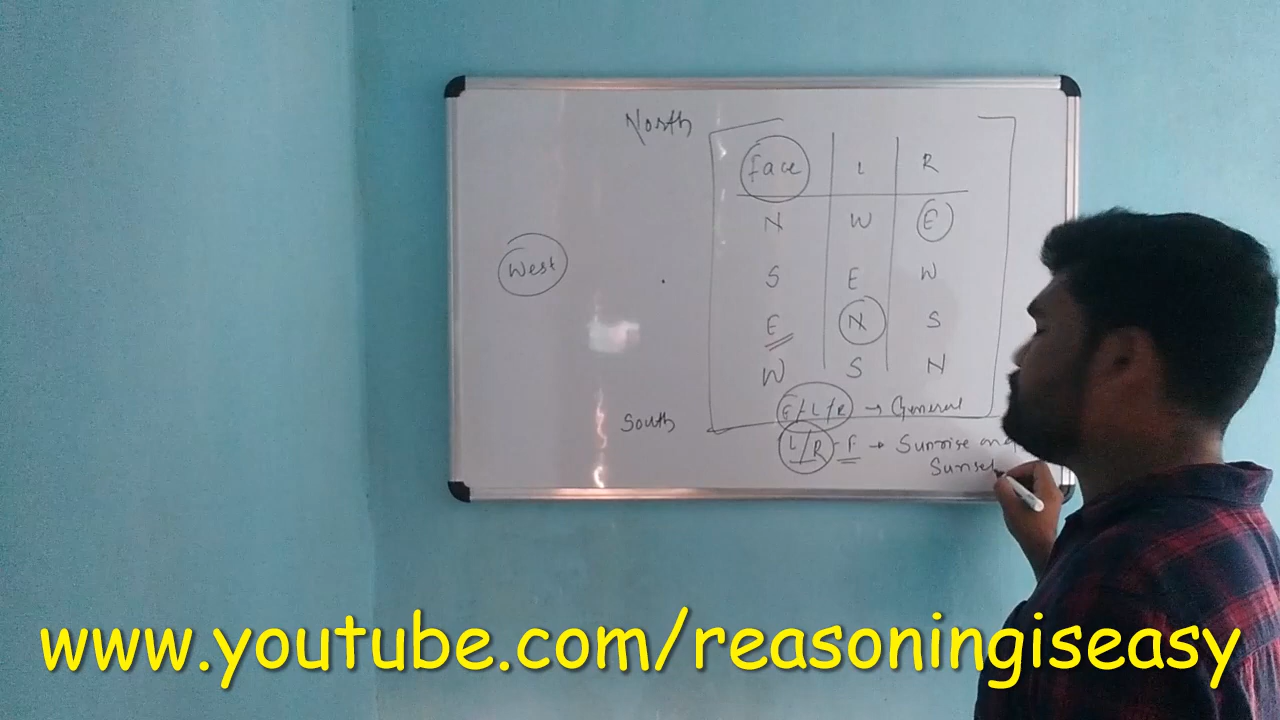 North
Face L R
N W E
West
S E W
E N S
W S N
F/L/R → General
South
L/R - F → Sunrise and
Sunset
www.youtube.com/reasoningiseasy